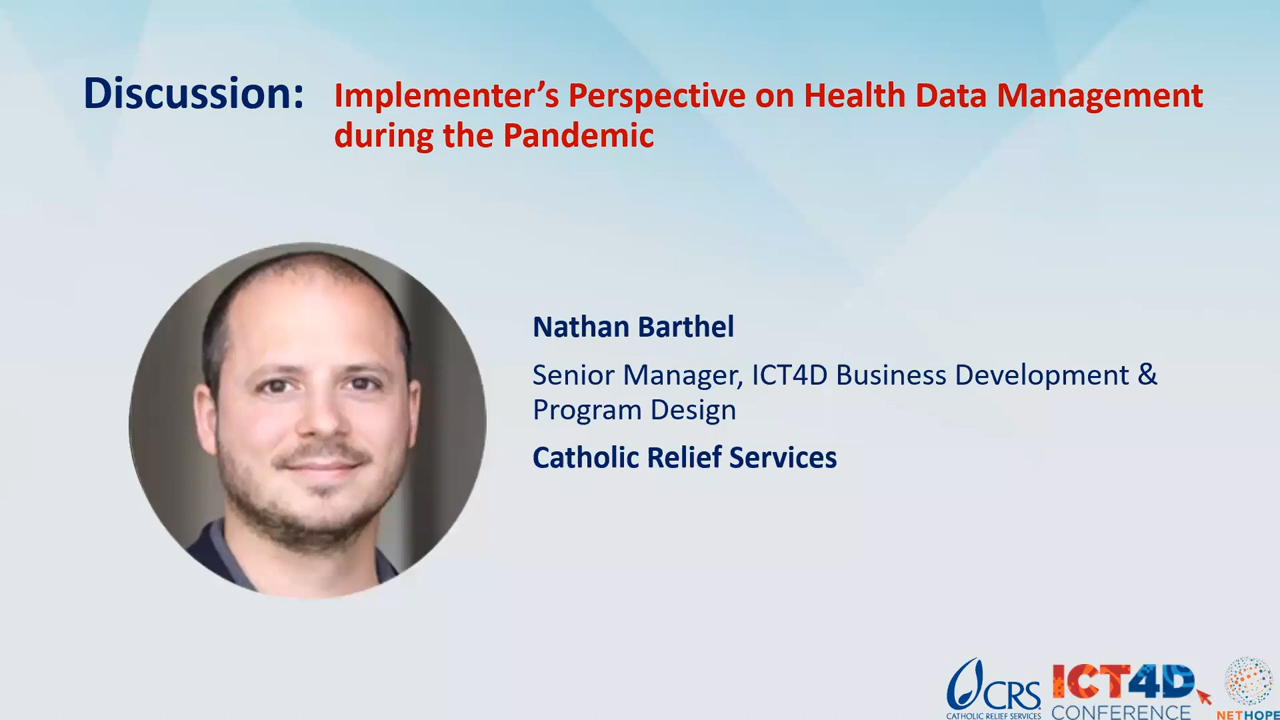 Discussion:
Implementer's Perspective on Health Data Management
during the Pandemic
Nathan Barthel
Senior Manager, ICT4D Business Development &
Program Design
Catholic Relief Services
CRS
CATHOLIC RELIEF SERVICES
ICT4D
CONFERENCE
NETHOPE